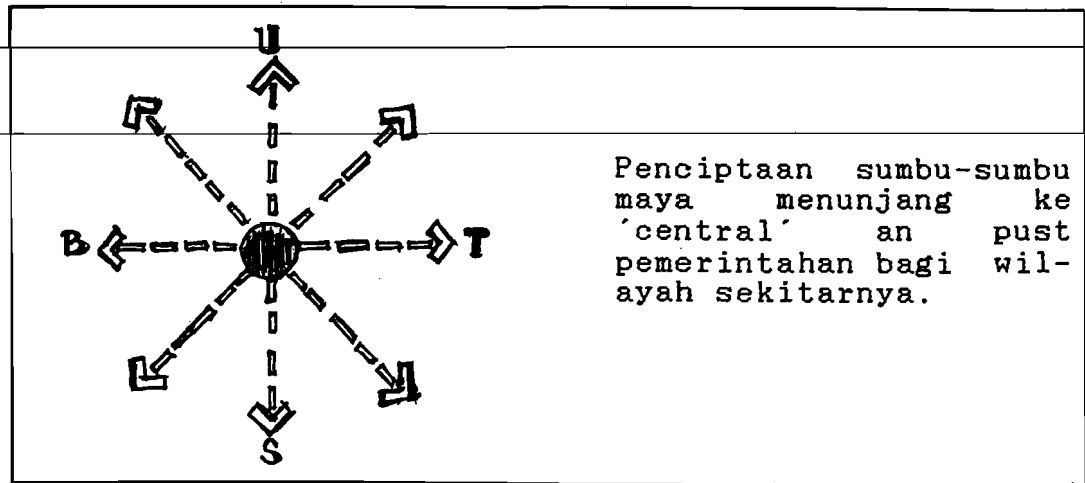 U
B
T
S
Penciptaan sumbu-sumbu
maya menunjang ke
´central´ an pust
pemerintahan bagi wil-
ayah sekitarnya.